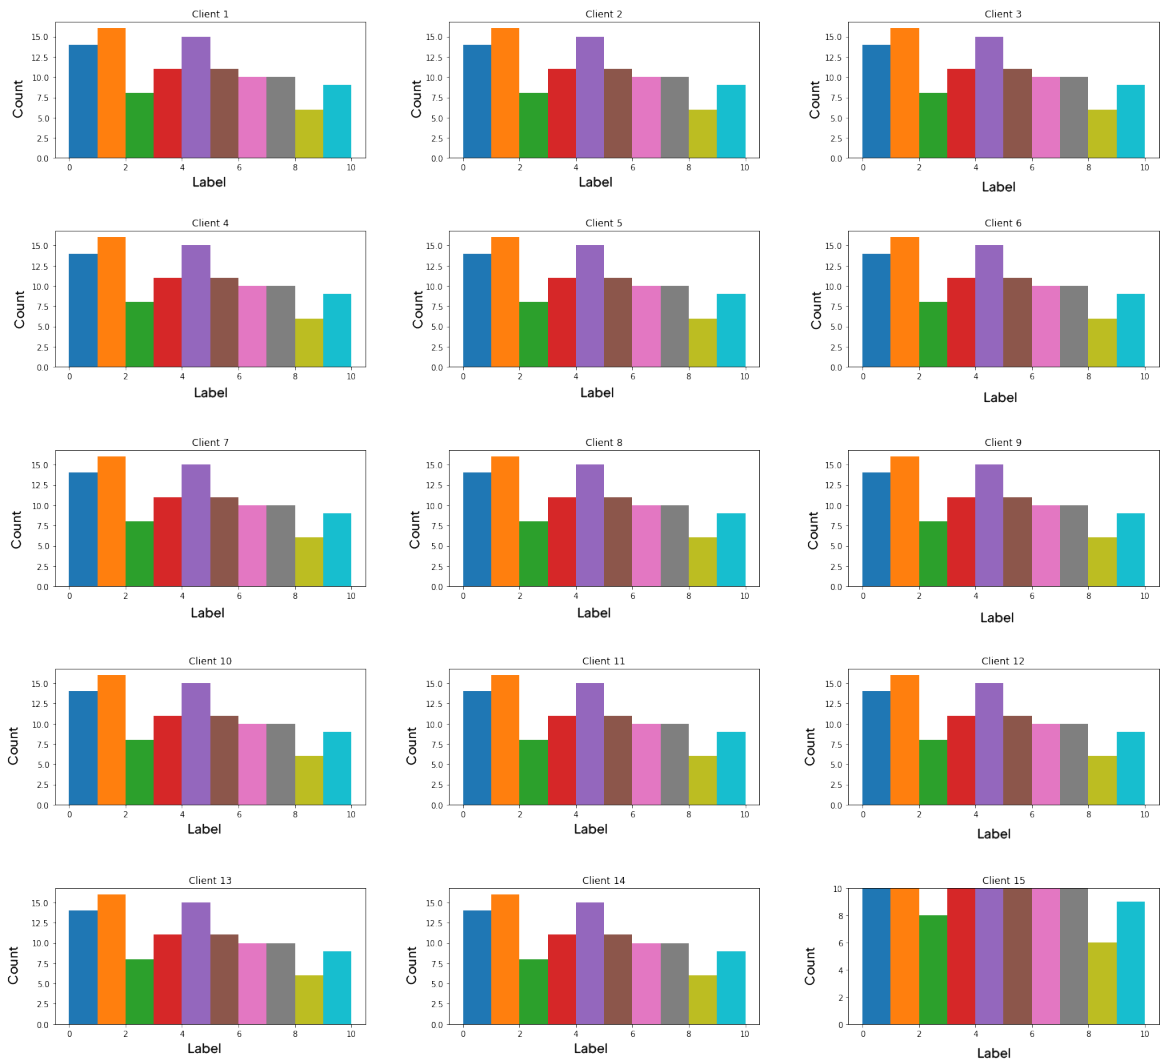 Client 1 Client 2 Client 3
15.0 15.0 15.0
12.5 12.5 12.5
10.0 10.0 10.0
Count Count Count
7.5 7.5 7.5
5.0 5.0 5.0
2.5 2.5 2.5
0.0 0.0 0.0
0 2 4 6 8 10 0 2 4 6 8 10 0 2 4 6 8 10
Label Label Label
Client 4 Client 5 Client 6
15.0 15.0 15.0
12.5 12.5 12.5
10.0 10.0 10.0
Count Count Count
7.5 7.5 7.5
5.0 5.0 5.0
2.5 2.5 2.5
0.0 0.0 0.0
0 2 4 6 8 10 0 2 4 6 8 10 0 2 4 6 8 10
Label Label Label
Client 7 Client 8 Client 9
15.0 15.0 15.0
12.5 12.5 12.5
10.0 10.0 10.0
Count Count Count
7.5 7.5 7.5
5.0 5.0 5.0
2.5 2.5 2.5
0.0 0.0 0.0
0 2 4 6 8 10 0 2 4 6 8 10 0 2 4 6 8 10
Label Label Label
Client 10 Client 11 Client 12
15.0 15.0 15.0
12.5 12.5 12.5
10.0 10.0 10.0
Count Count Count
7.5 7.5 7.5
5.0 5.0 5.0
2.5 2.5 2.5
0.0 0.0 0.0
0 2 4 6 8 10 0 2 4 6 8 10 0 2 4 6 8 10
Label Label Label
Client 13 Client 14 Client 15
15.0 15.0 10
12.5 12.5 8
10.0 10.0 6
Count Count Count
7.5 7.5 4
5.0 5.0 2
2.5 2.5
0.0 0.0 0
0 2 4 6 8 10 0 2 4 6 8 10 0 2 4 6 8 10
Label Label Label